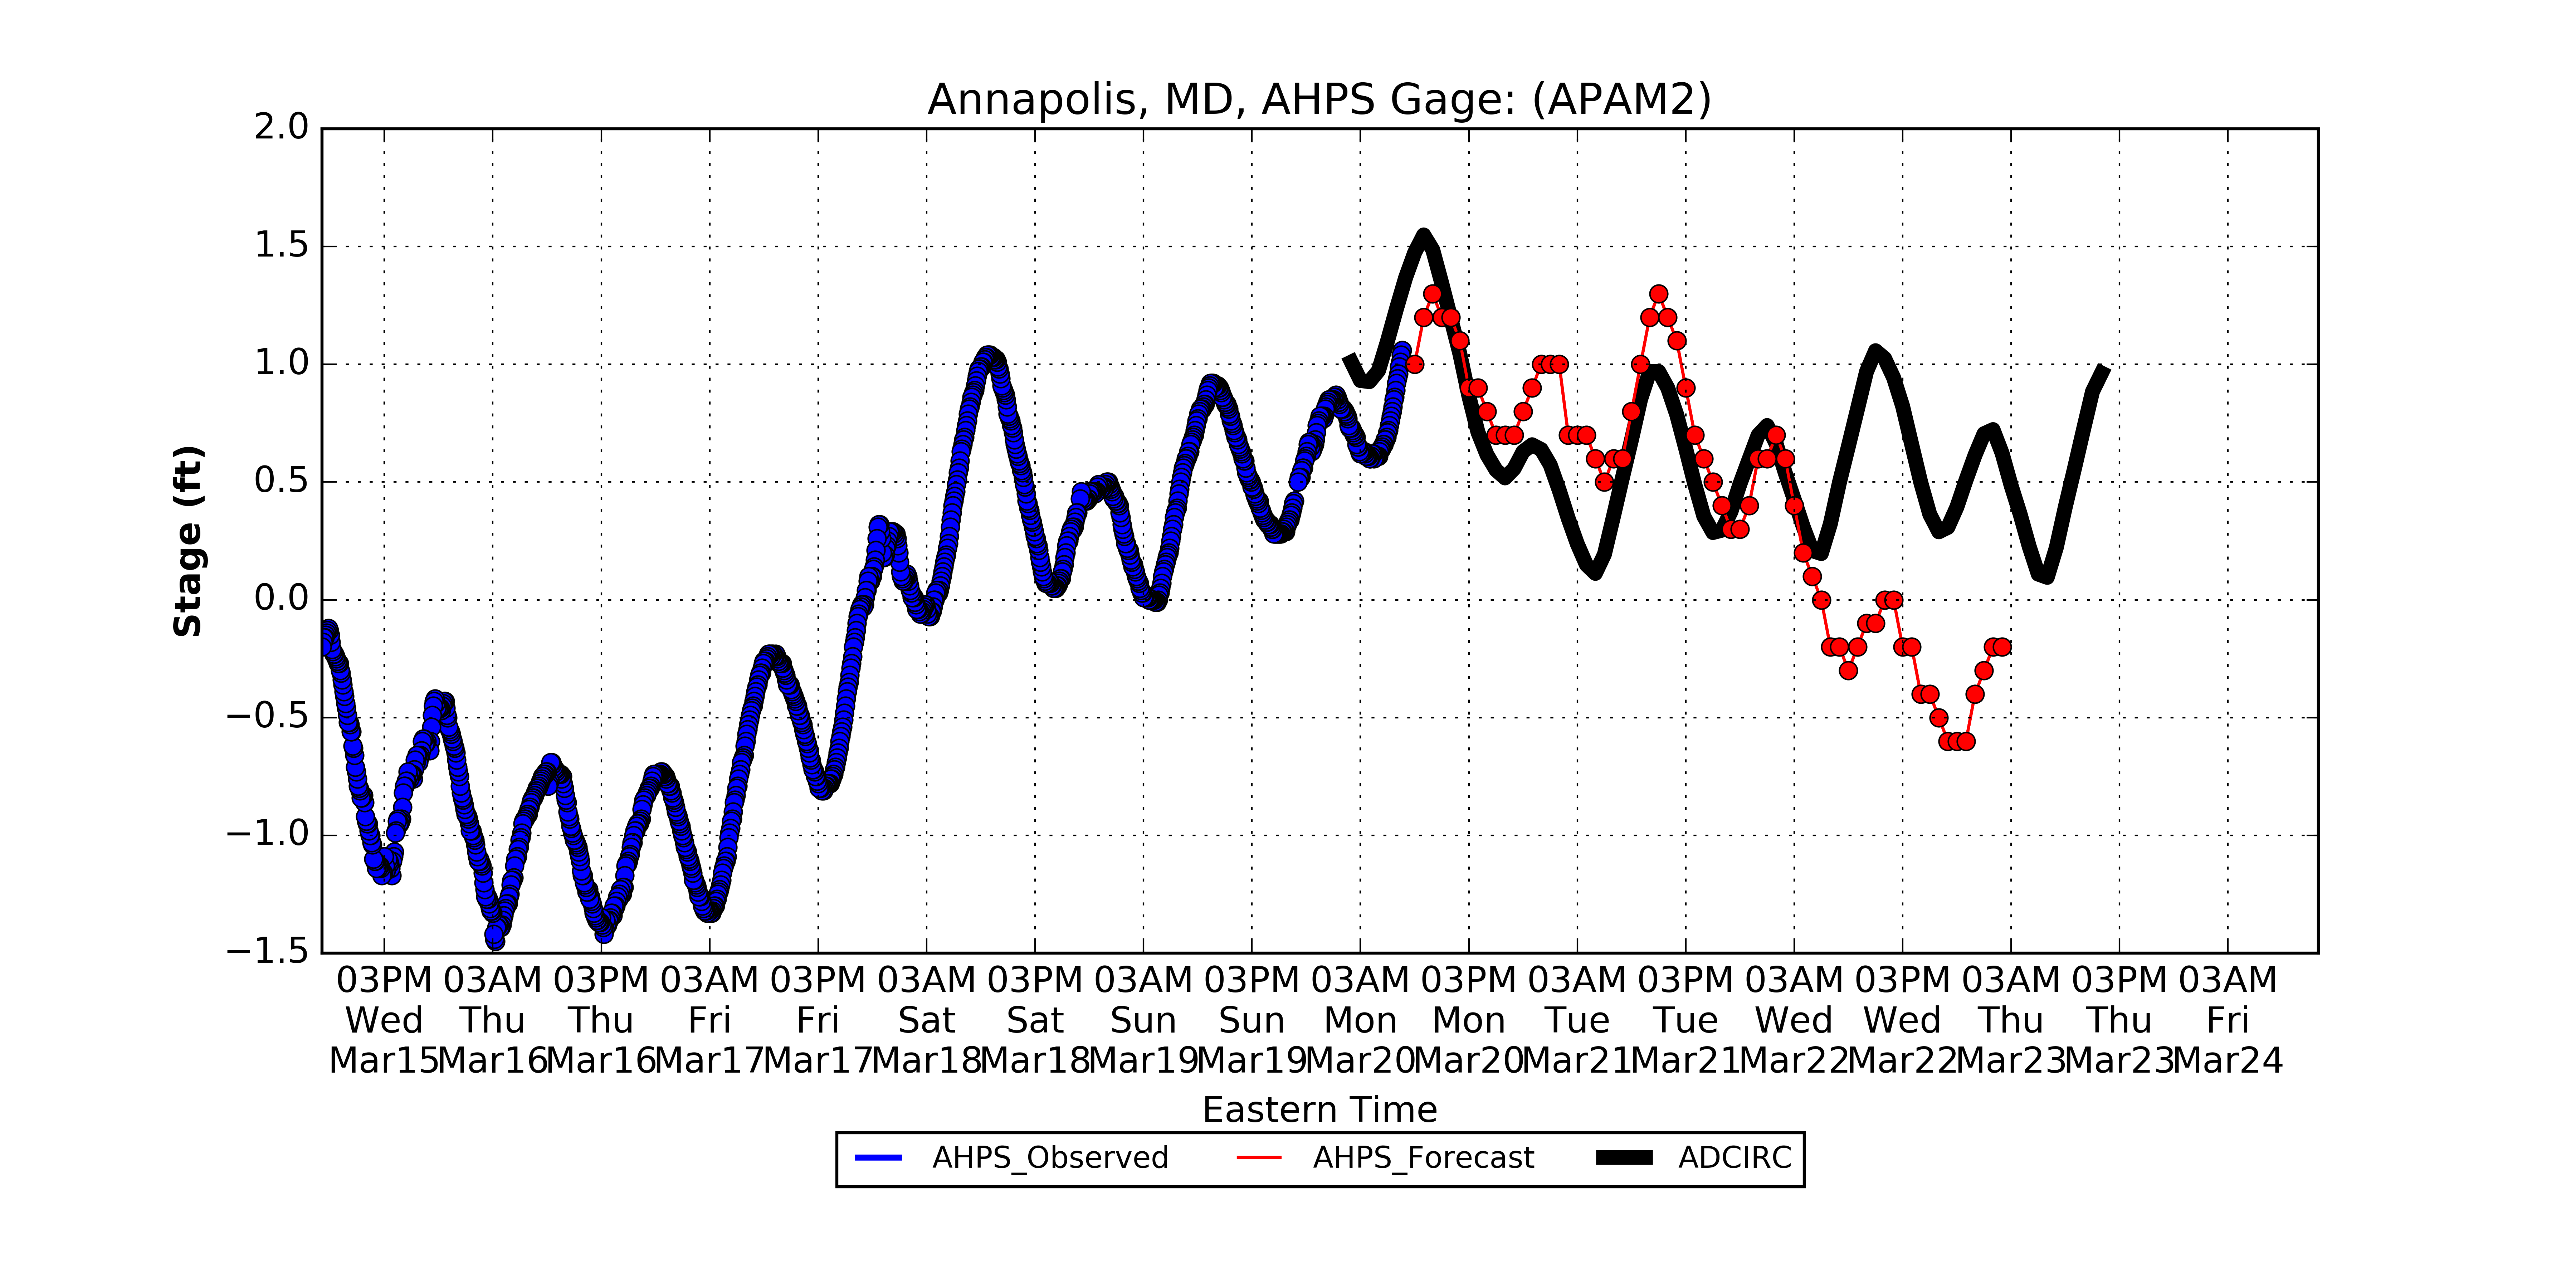 Annapolis, MD, AHPS Gage: (APAM2)
2.0
1.5
1.0
0.5
0.0
−0.5
−1.0
−1.5
Stage (ft)
03PM 03AM 03PM 03AM 03PM 03AM 03PM 03AM 03PM 03AM 03PM 03AM 03PM 03AM 03PM 03AM 03PM 03AM
Wed Thu Thu Fri Fri Sat Sat Sun Sun Mon Mon Tue Tue Wed Wed Thu Thu Fri
Mar15 Mar16 Mar16 Mar17 Mar17 Mar18 Mar18 Mar19 Mar19 Mar20 Mar20 Mar21 Mar21 Mar22 Mar22 Mar23 Mar23 Mar24
Eastern Time
AHPS_Observed AHPS_Forecast ADCIRC